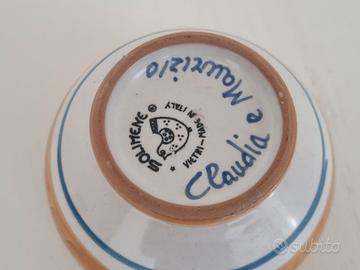 Claudia e Maurizio
SOLIMENE ®
VIETRI - MADE IN ITALY
subito